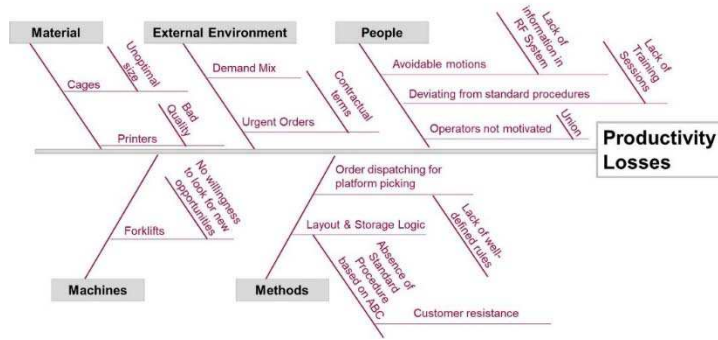 Material
External Environment
People
Unoptimal
size
Cages
Bad
Quality
Printers
Demand Mix
Contractual
terms
Urgent Orders
Lack of
information in
RF System
Avoidable motions
Lack of
Training
Sessions
Deviating from standard procedures
Union
Operators not motivated
Productivity
Losses
No willingness
to look for new
opportunities
Forklifts
Machines
Order dispatching for
platform picking
Lack of well-
defined rules
Layout & Storage Logic
Absence of
Standard
Procedure
based on ABC
Customer resistance
Methods